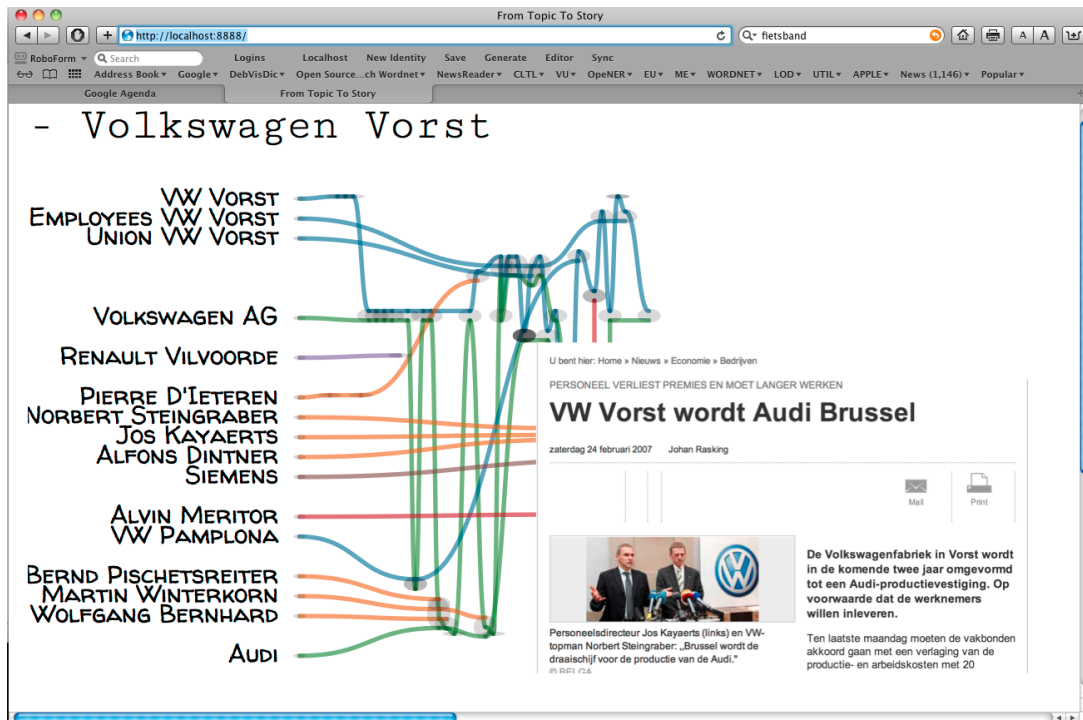 From Topic To Story
http://localhost:8888/
fietsband
A A
RoboForm Search Logins Localhost New Identity Save Generate Editor Sync
Address Book Google DebVisDic Open Source...ch Wordnet NewsReader CLTL VU OpeNER EU ME WORDNET LOD UTIL APPLE News (1,146) Popular
Google Agenda From Topic To Story
- Volkswagen Vorst
VW Vorst
Employees VW Vorst
Union VW Vorst
Volkswagen AG
Renault Vilvoorde
Pierre D'Ieteren
Norbert Steingraber
Jos Kayaerts
Alfons Dintner
Siemens
Alvin Meritor
VW Pamplona
Bernd Pischetsreiter
Martin Winterkorn
Wolfgang Bernhard
Audi
U bent hier: Home » Nieuws » Economie » Bedrijven
PERSONEEL VERLIEST PREMIES EN MOET LANGER WERKEN
VW Vorst wordt Audi Brussel
zaterdag 24 februari 2007 Johan Rasking
Mail Print
Personeelsdirecteur Jos Kayaerts (links) en VW-
topman Norbert Steingraber: „Brussel wordt de
draaischijf voor de productie van de Audi."
© BELGA
De Volkswagenfabriek in Vorst wordt
in de komende twee jaar omgevormd
tot een Audi-productievestiging. Op
voorwaarde dat de werknemers
willen inleveren.
Ten laatste maandag moeten de vakbonden
akkoord gaan met een verlaging van de
productie- en arbeidskosten met 20